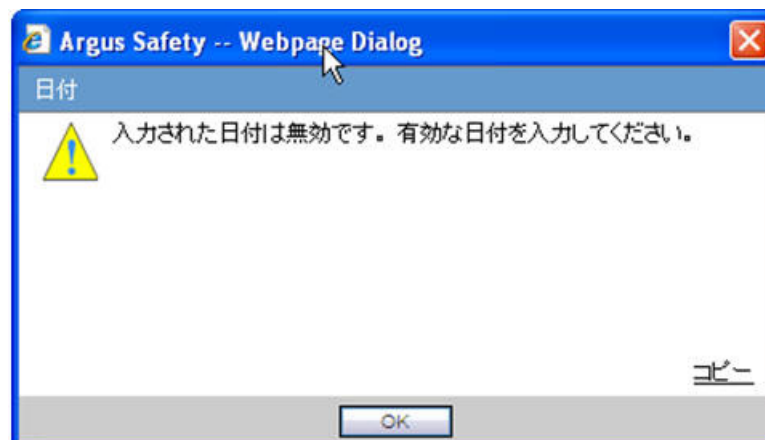 Argus Safety -- Webpage Dialog
日付
入力された日付は無効です。有効な日付を入力してください。
コピー
OK